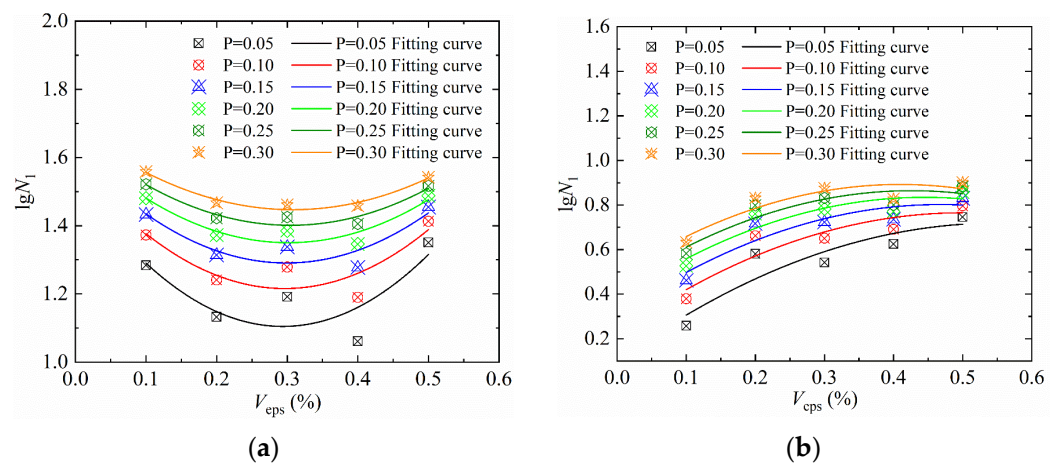 2.0
1.8
1.6
1.4
1.2
1.0
lgN1
P=0.05 P=0.05 Fitting curve
P=0.10 P=0.10 Fitting curve
P=0.15 P=0.15 Fitting curve
P=0.20 P=0.20 Fitting curve
P=0.25 P=0.25 Fitting curve
P=0.30 P=0.30 Fitting curve
0.0 0.1 0.2 0.3 0.4 0.5 0.6
Veps (%)
(a)
1.6
1.4
1.2
1.0
0.8
0.6
0.4
0.2
lgN1
P=0.05 P=0.05 Fitting curve
P=0.10 P=0.10 Fitting curve
P=0.15 P=0.15 Fitting curve
P=0.20 P=0.20 Fitting curve
P=0.25 P=0.25 Fitting curve
P=0.30 P=0.30 Fitting curve
0.0 0.1 0.2 0.3 0.4 0.5 0.6
Vcps (%)
(b)